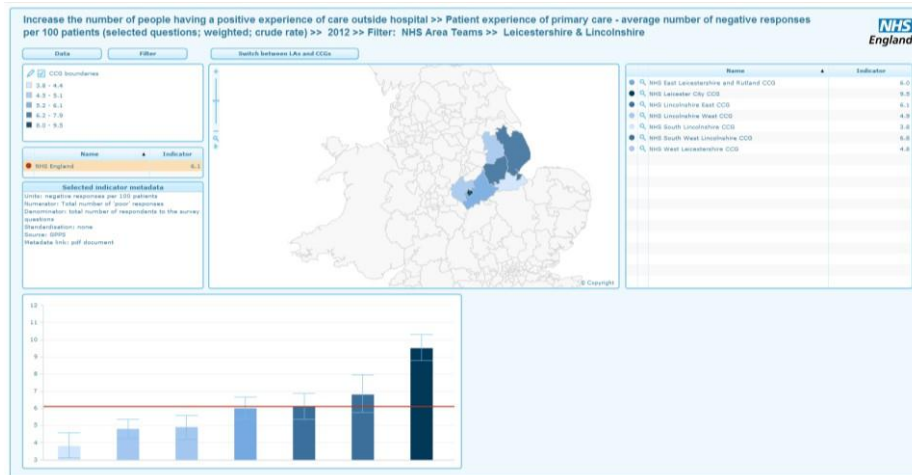 Increase the number of people having a positive experience of care outside hospital >> Patient experience of primary care - average number of negative responses
per 100 patients (selected questions; weighted; crude rate) >> 2012 >> Filter: NHS Area Teams >> Leicestershire & Lincolnshire
NHS
England
Data
Filter
Switch between LAs and CCGs
CCG boundaries
3.8 - 4.4
4.5 - 5.1
5.2 - 6.1
6.2 - 7.9
8.0 - 9.5
Name Indicator
NHS England 6.1
Selected indicator metadata
Units: negative responses per 100 patients
Numerator: Total number of 'poor' responses
Denominator: total number of respondents to the survey
questions
Standardisation: none
Source: GPPS
Metadata link: pdf document
© Copyright
Name Indicator
NHS East Leicestershire and Rutland CCG 6.0
NHS Leicester City CCG 9.5
NHS Lincolnshire East CCG 6.1
NHS Lincolnshire West CCG 4.9
NHS South Lincolnshire CCG 3.8
NHS South West Lincolnshire CCG 6.8
NHS West Leicestershire CCG 4.8
12
11
10
9
8
7
6
5
4
3